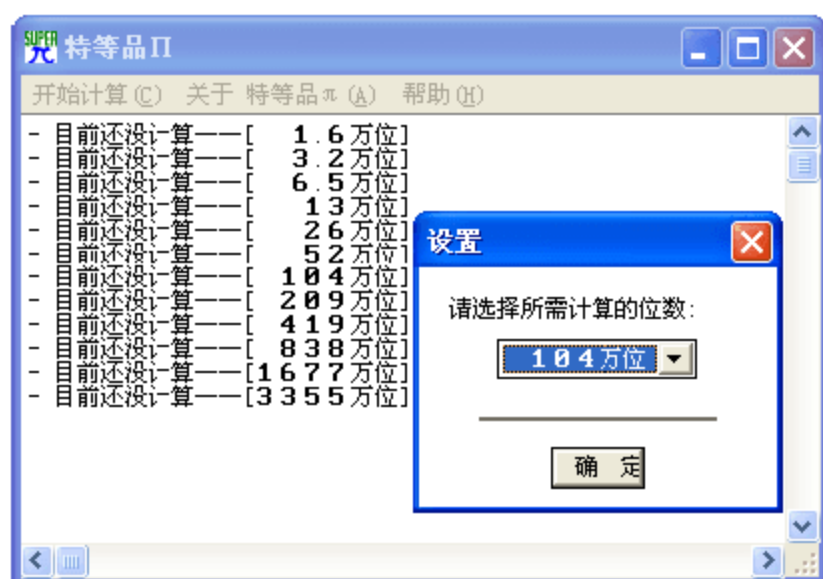 SUPER π 特等品Π
开始计算(C) 关于 特等品π(A) 帮助(H)
- 目前还没计算——[ 1.6万位]
- 目前还没计算——[ 3.2万位]
- 目前还没计算——[ 6.5万位]
- 目前还没计算——[ 13万位]
- 目前还没计算——[ 26万位]
- 目前还没计算——[ 52万位]
- 目前还没计算——[ 104万位]
- 目前还没计算——[ 209万位]
- 目前还没计算——[ 419万位]
- 目前还没计算——[ 838万位]
- 目前还没计算——[1677万位]
- 目前还没计算——[3355万位]
设置
请选择所需计算的位数:
104万位
确 定